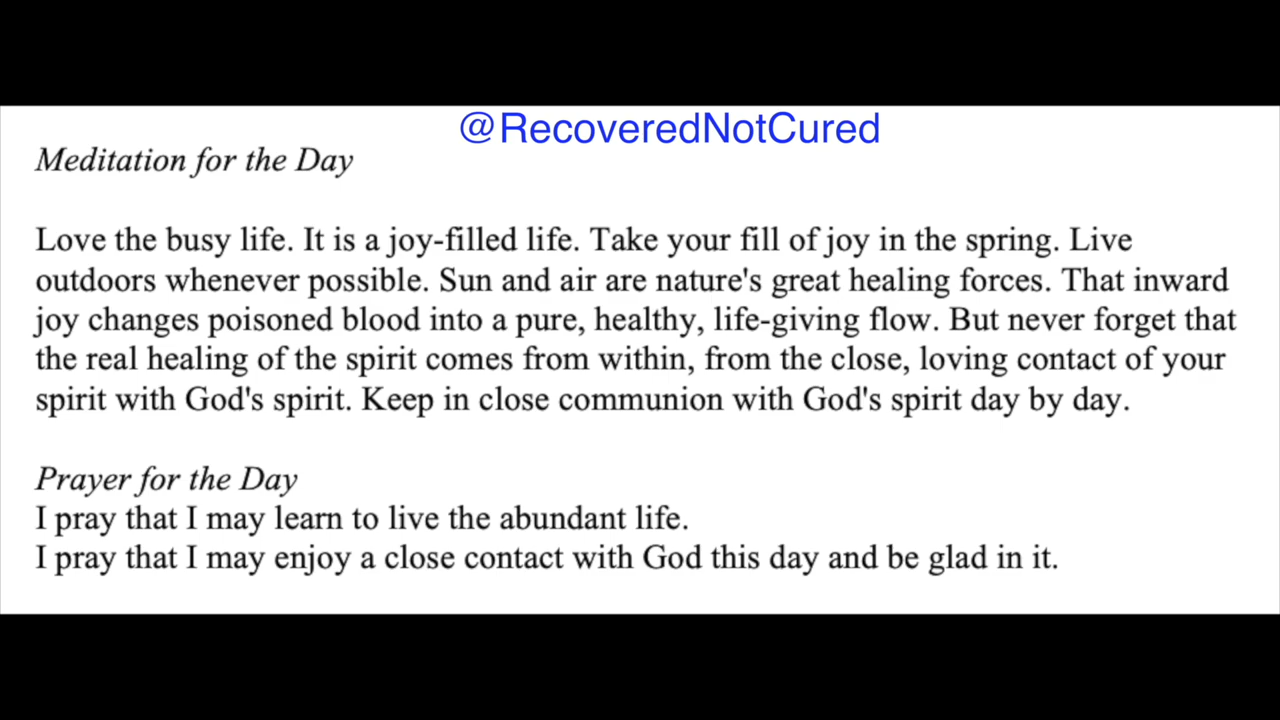 @RecoveredNotCured
Meditation for the Day
Love the busy life. It is a joy-filled life. Take your fill of joy in the spring. Live
outdoors whenever possible. Sun and air are nature's great healing forces. That inward
joy changes poisoned blood into a pure, healthy, life-giving flow. But never forget that
the real healing of the spirit comes from within, from the close, loving contact of your
spirit with God's spirit. Keep in close communion with God's spirit day by day.
Prayer for the Day
I pray that I may learn to live the abundant life.
I pray that I may enjoy a close contact with God this day and be glad in it.